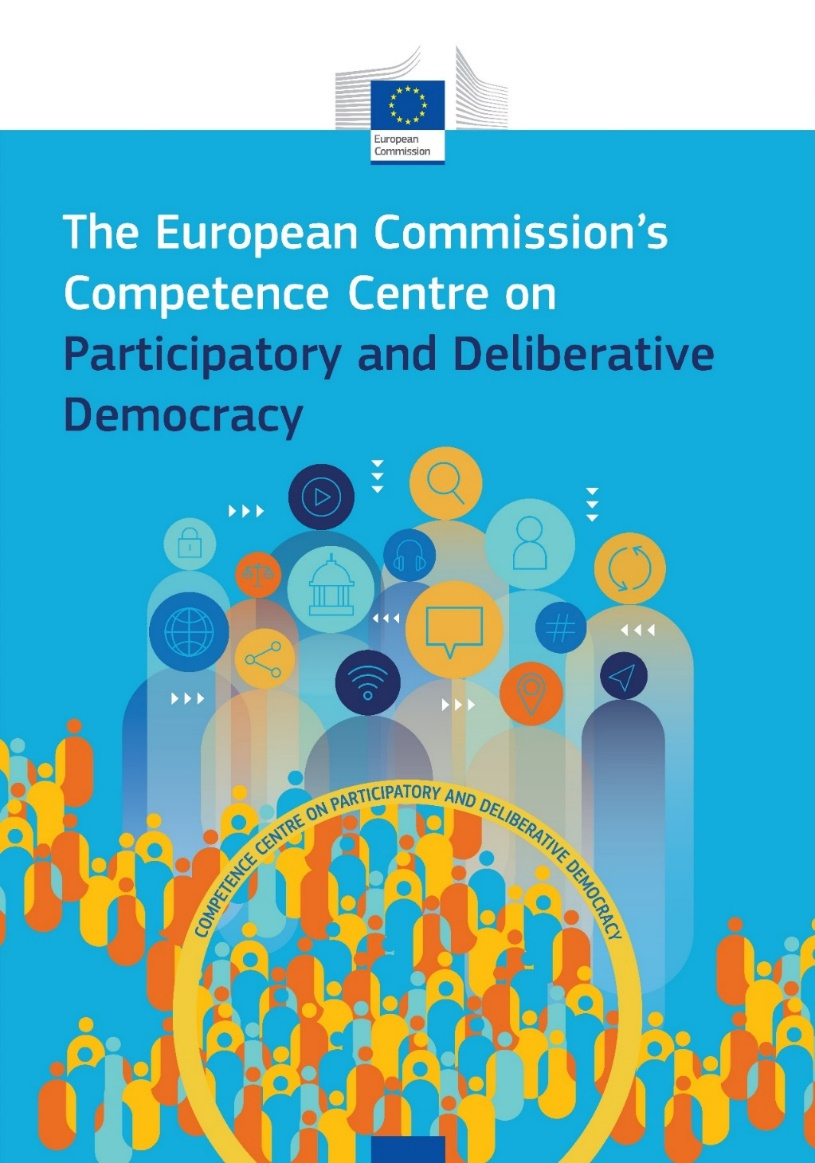 European
Commission
The European Commission’s
Competence Centre on
Participatory and Deliberative
Democracy
#
COMPETENCE CENTRE ON PARTICIPATORY AND DELIBERATIVE DEMOCRACY